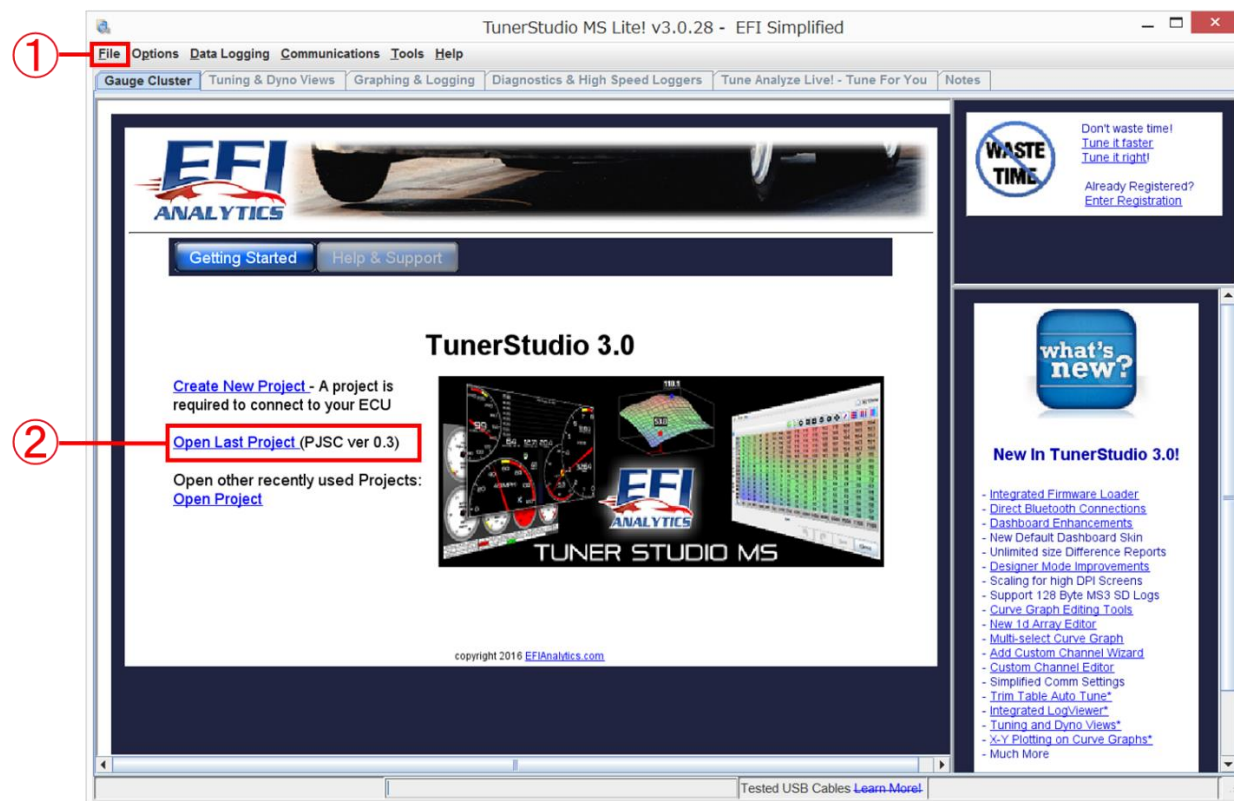 TunerStudio MS Lite! v3.0.28 - EFI Simplified
①
File Options Data Logging Communications Tools Help
Gauge Cluster Tuning & Dyno Views Graphing & Logging Diagnostics & High Speed Loggers Tune Analyze Live! - Tune For You Notes
EFI
ANALYTICS
Getting Started Help & Support
TunerStudio 3.0
Create New Project - A project is
required to connect to your ECU
②
Open Last Project (PJSC ver 0.3)
Open other recently used Projects:
Open Project
EFI
ANALYTICS
TUNER STUDIO MS
copyright 2016 EFIAnalytics.com
WASTE
TIME
Don't waste time!
Tune it faster
Tune it right!
Already Registered?
Enter Registration
what's
new?
New In TunerStudio 3.0!
- Integrated Firmware Loader
- Direct Bluetooth Connections
- Dashboard Enhancements
- New Default Dashboard Skin
- Unlimited size Difference Reports
- Designer Mode Improvements
- Scaling for high DPI Screens
- Support 128 Byte MS3 SD Logs
- Curve Graph Editing Tools
- New 1d Array Editor
- Multi-select Curve Graph
- Add Custom Channel Wizard
- Custom Channel Editor
- Simplified Comm Settings
- Trim Table Auto Tune*
- Integrated LogViewer*
- Tuning and Dyno Views*
- X-Y Plotting on Curve Graphs*
- Much More
Tested USB Cables Learn More!